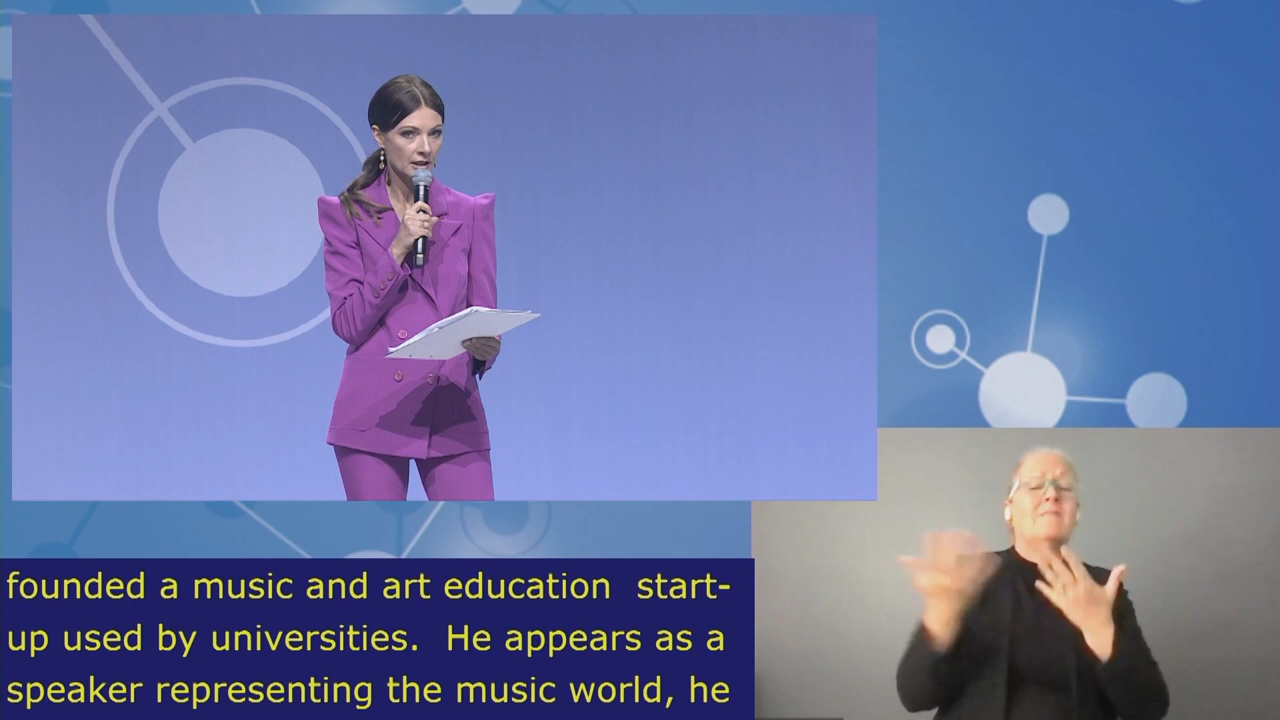 founded a music and art education  start-
up used by universities.  He appears as a
speaker representing the music world, he